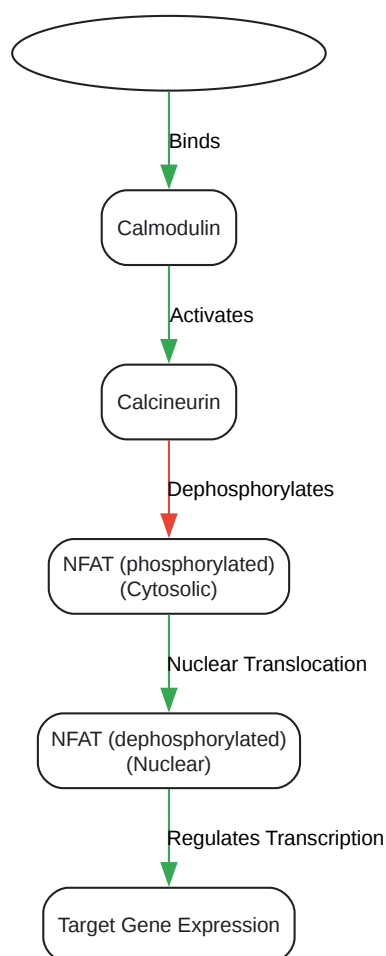 Binds
Calmodulin
Activates
Calcineurin
Dephosphorylates
NFAT (phosphorylated)
(Cytosolic)
Nuclear Translocation
NFAT (dephosphorylated)
(Nuclear)
Regulates Transcription
Target Gene Expression